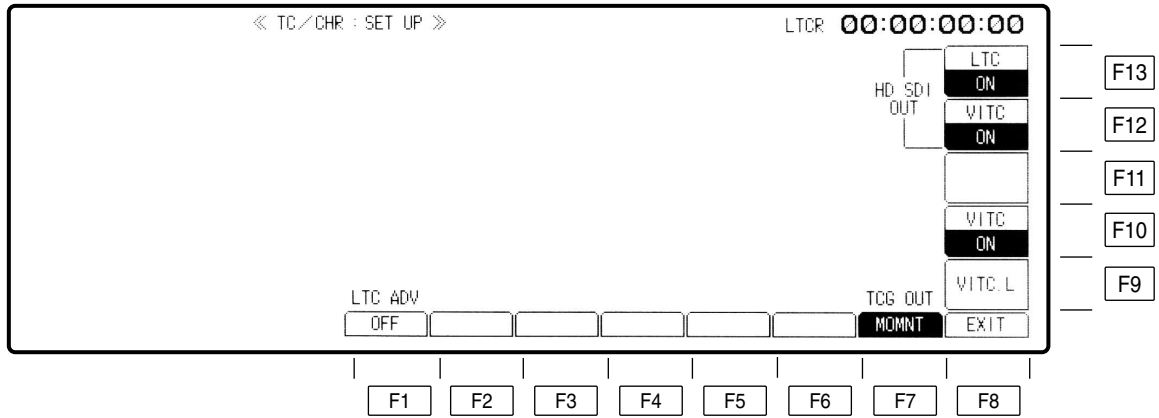 ≪ TC/CHR : SET UP ≫
LTCR 00:00:00:00
HD SDI
OUT
LTC
ON
F13
VITC
ON
F12
F11
VITC
ON
F10
VITC.L
F9
LTC ADV
OFF
TCG OUT
MOMNT
EXIT
F1 F2 F3 F4 F5 F6 F7 F8